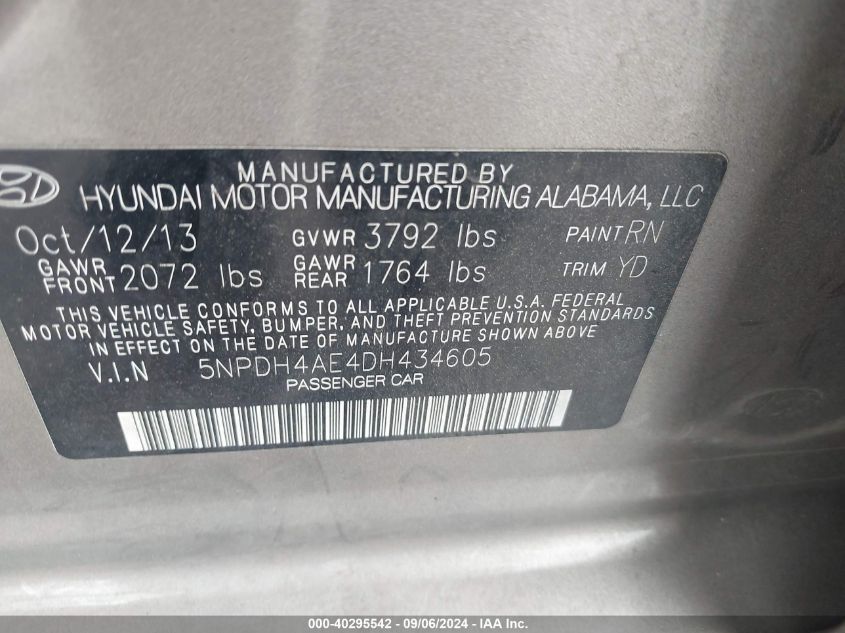 MANUFACTURED BY
HYUNDAI MOTOR MANUFACTURING ALABAMA, LLC
Oct/12/13 GVWR 3792 lbs PAINT RN
GAWR FRONT 2072 lbs GAWR REAR 1764 lbs TRIM YD
THIS VEHICLE CONFORMS TO ALL APPLICABLE U.S.A. FEDERAL
MOTOR VEHICLE SAFETY, BUMPER, AND THEFT PREVENTION STANDARDS
IN EFFECT ON THE DATE OF MANUFACTURE SHOWN ABOVE
V.I.N 5NPDH4AE4DH434605
PASSENGER CAR
000-40295542 - 09/06/2024 - IAA Inc.